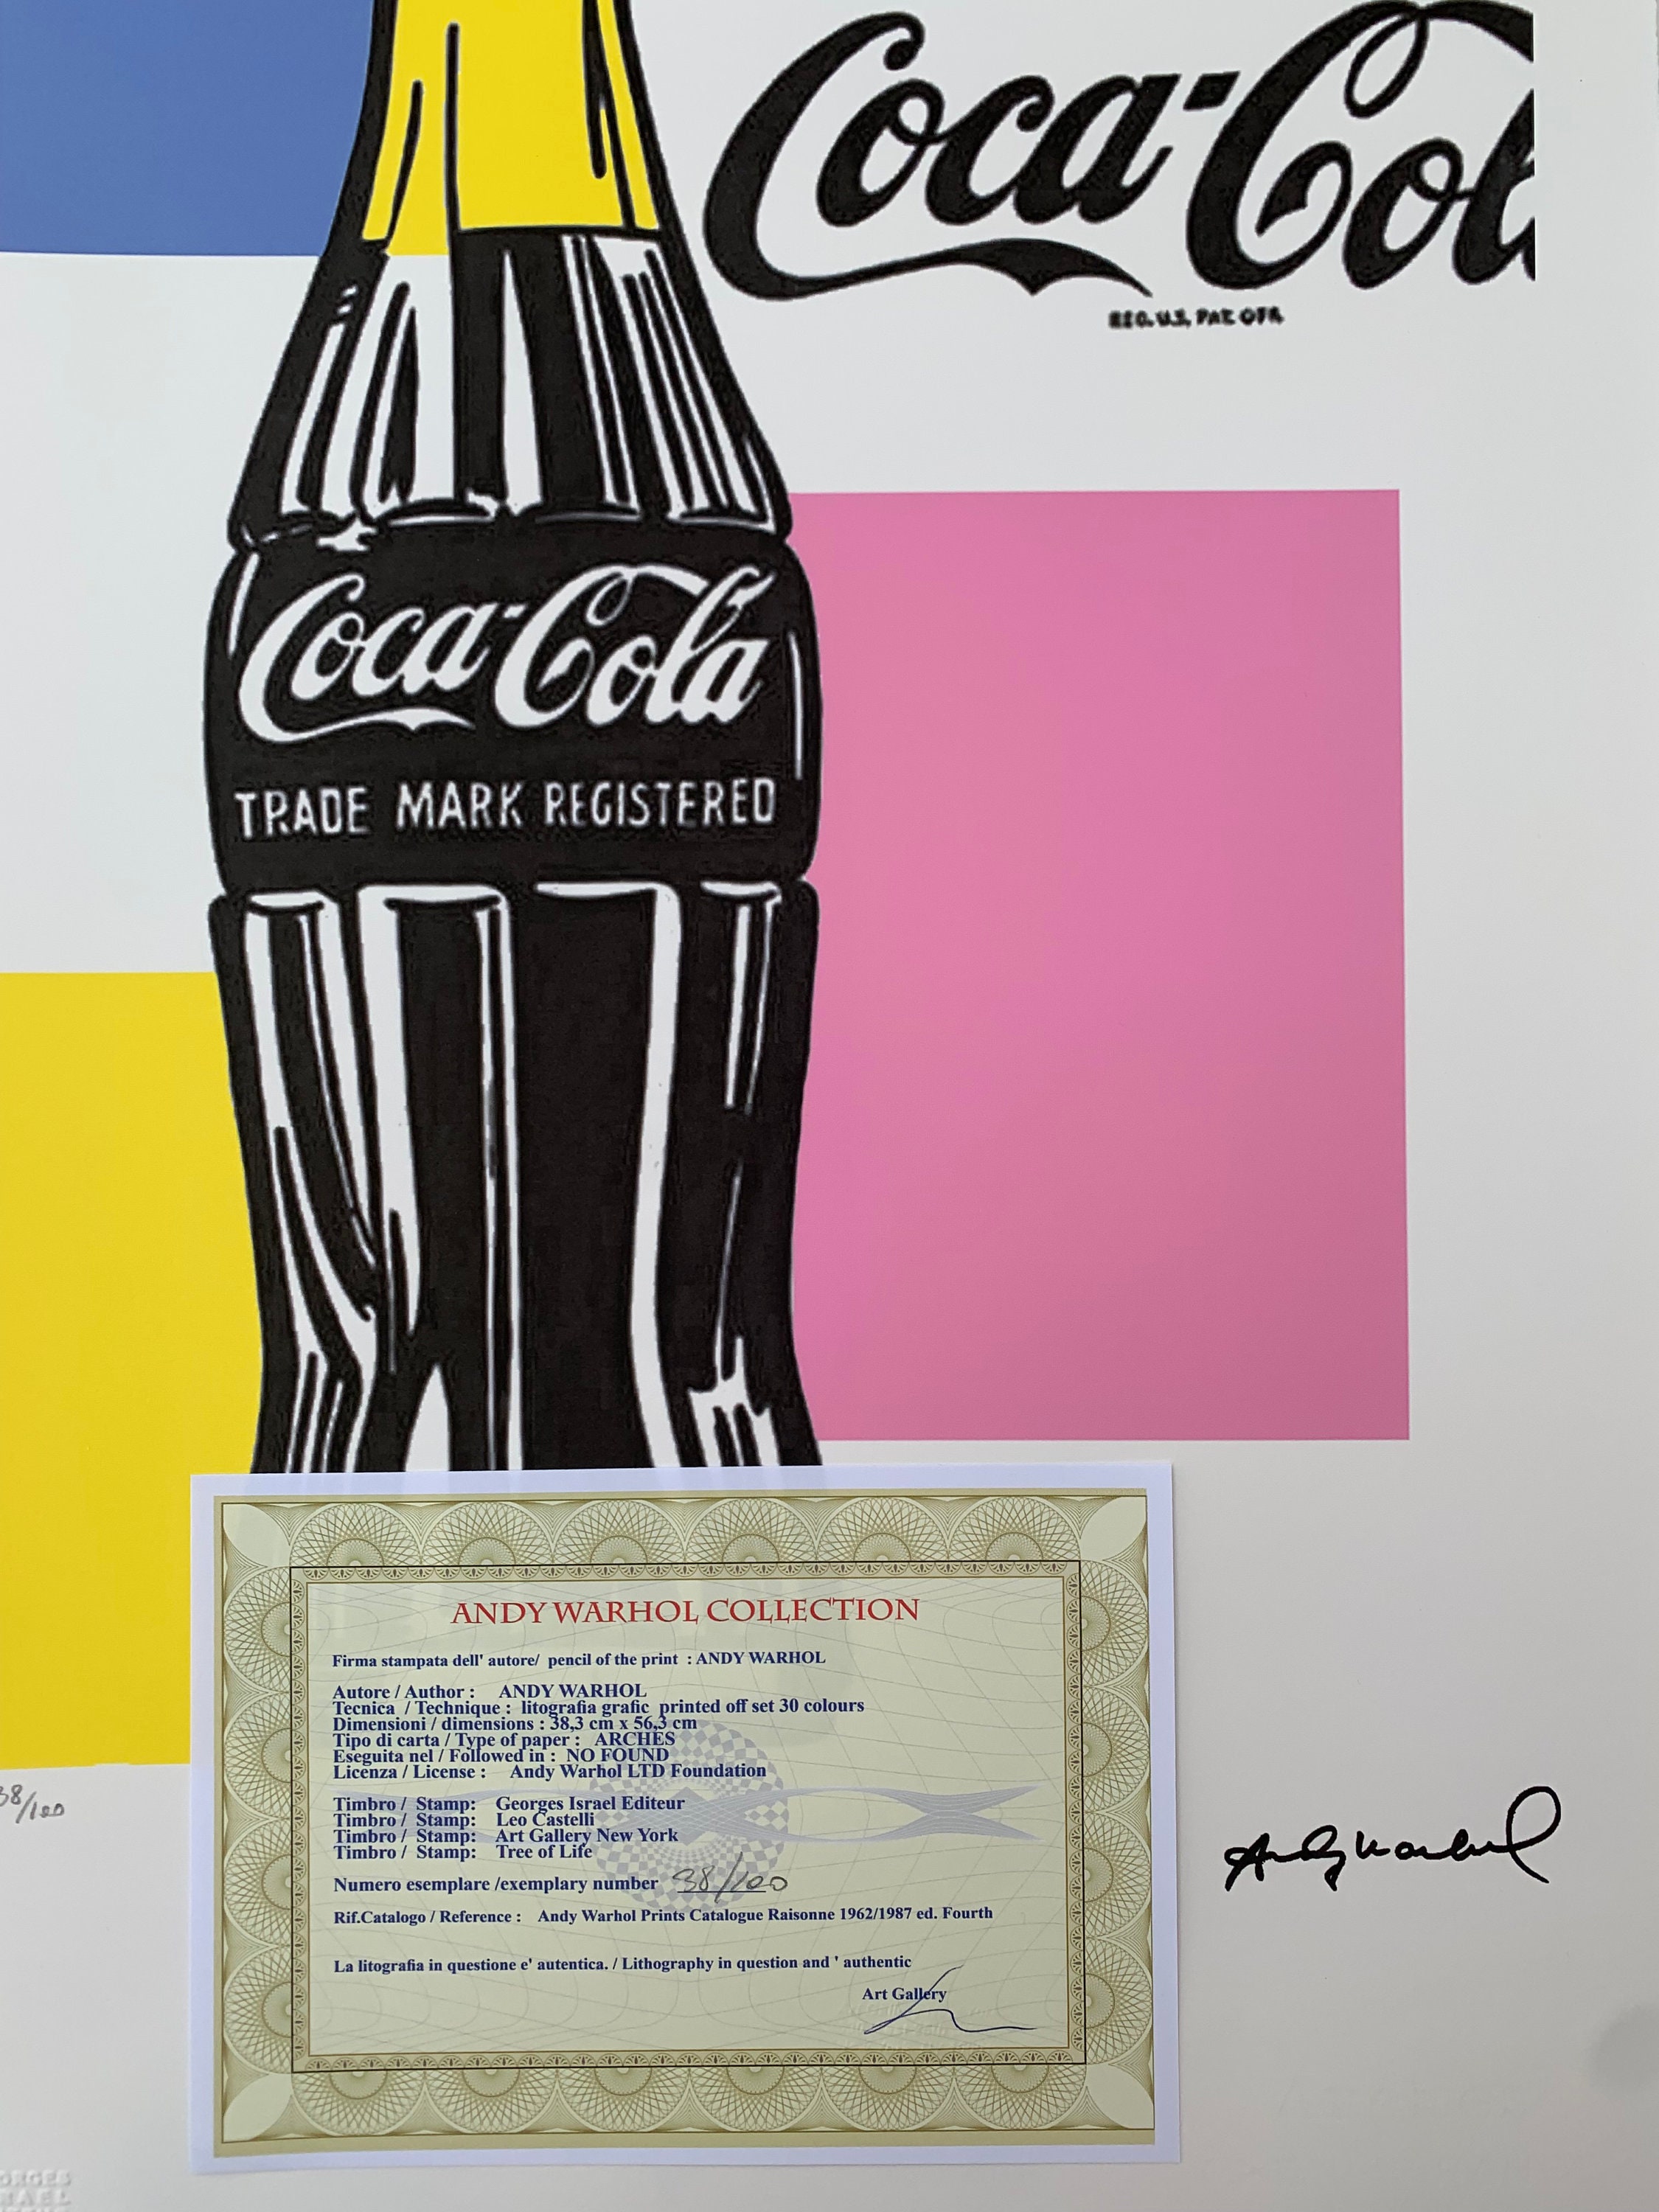 Coca-Col
REG. U.S. PAT. OFF.
Coca-Cola
TRADE MARK REGISTERED
ANDY WARHOL COLLECTION
Firma stampata dell' autore/ pencil of the print : ANDY WARHOL
Autore / Author : ANDY WARHOL
Tecnica / Technique : litografia grafic printed off set 30 colours
Dimensioni / dimensions : 38,3 cm x 56,3 cm
Tipo di carta / Type of paper : ARCHES
Eseguita nel / Followed in : NO FOUND
Licenza / License : Andy Warhol LTD Foundation
Timbro / Stamp: Georges Israel Editeur
Timbro / Stamp: Leo Castelli
Timbro / Stamp: Art Gallery New York
Timbro / Stamp: Tree of Life
Numero esemplare /exemplary number 38/100
Rif.Catalogo / Reference : Andy Warhol Prints Catalogue Raisonne 1962/1987 ed. Fourth
La litografia in questione e' autentica. / Lithography in question and ' authentic
Art Gallery
38/100
Andy Warhol
ORGES
RAEL